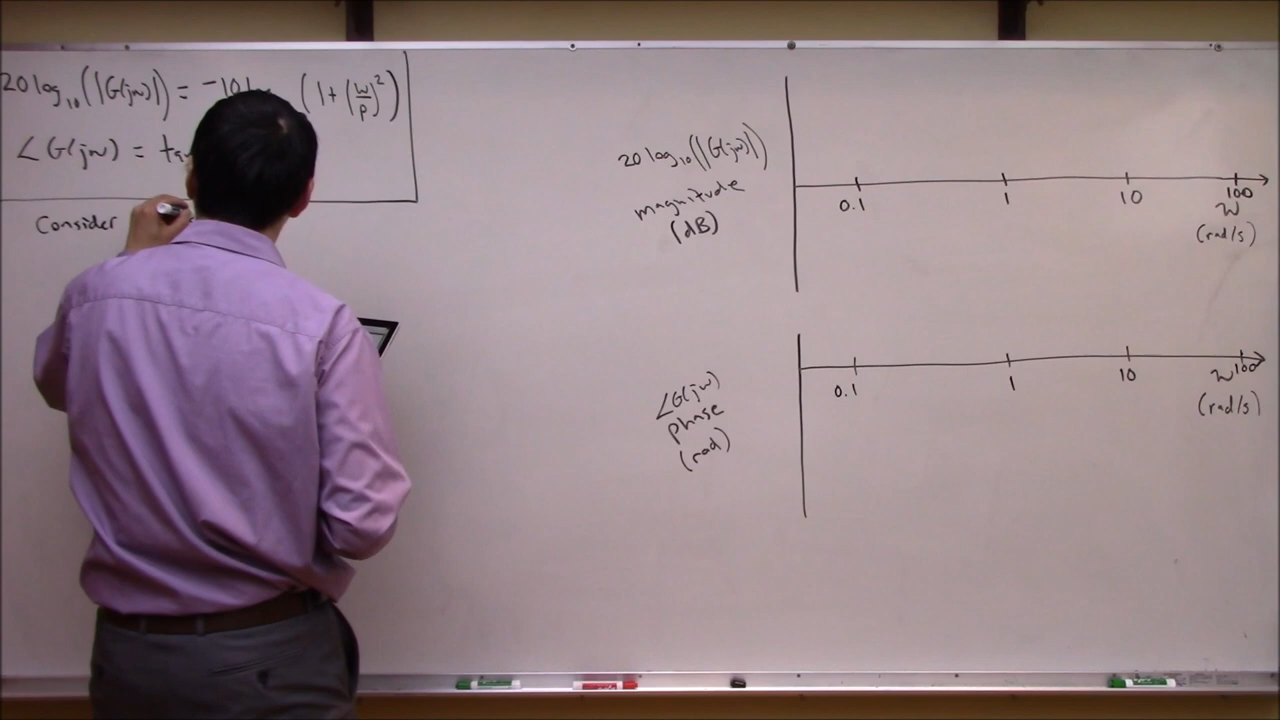 20 log₁₀(|G(jω)|) = -10 (1 + (ω/p)²)
∠G(jω) =
Consider
20 log₁₀(|G(jω)|)
magnitude
(dB)
0.1 1 10 100
ω
(rad/s)
∠G(jω)
phase
(rad)
0.1 1 10 100
ω
(rad/s)